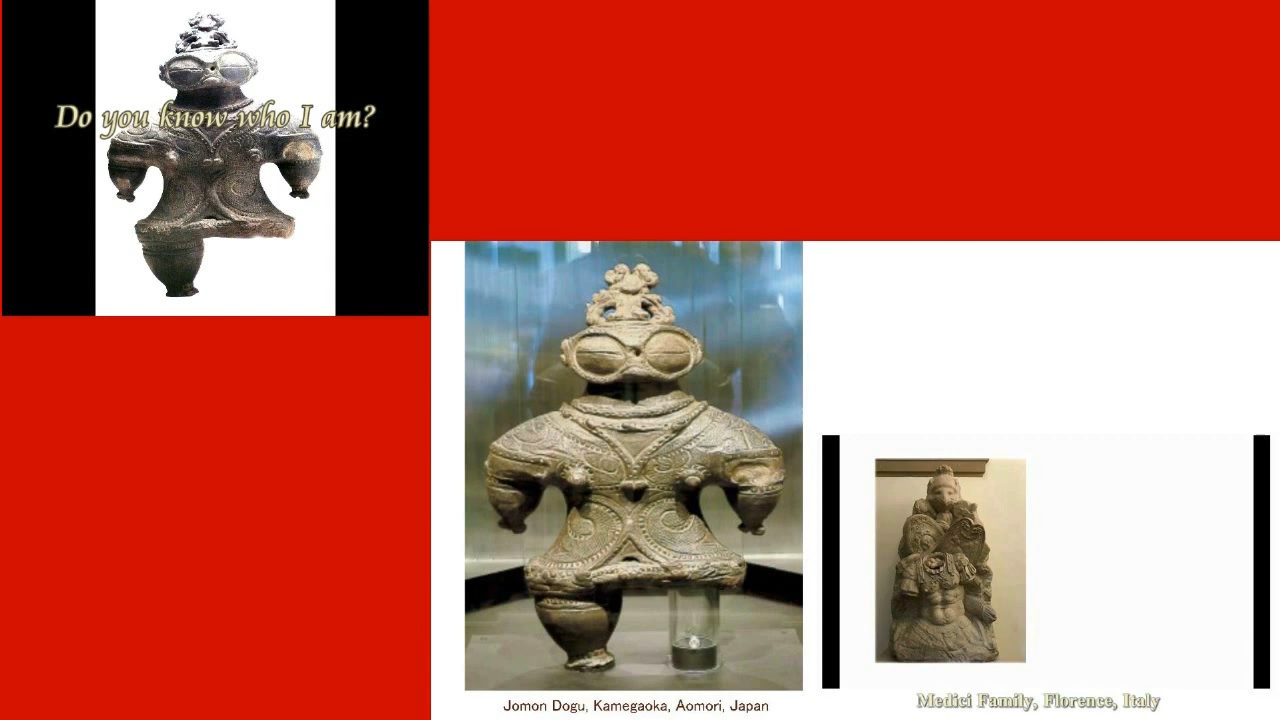 Do you know who I am?
Jomon Dogu, Kamegaoka, Aomori, Japan
Medici Family, Florence, Italy